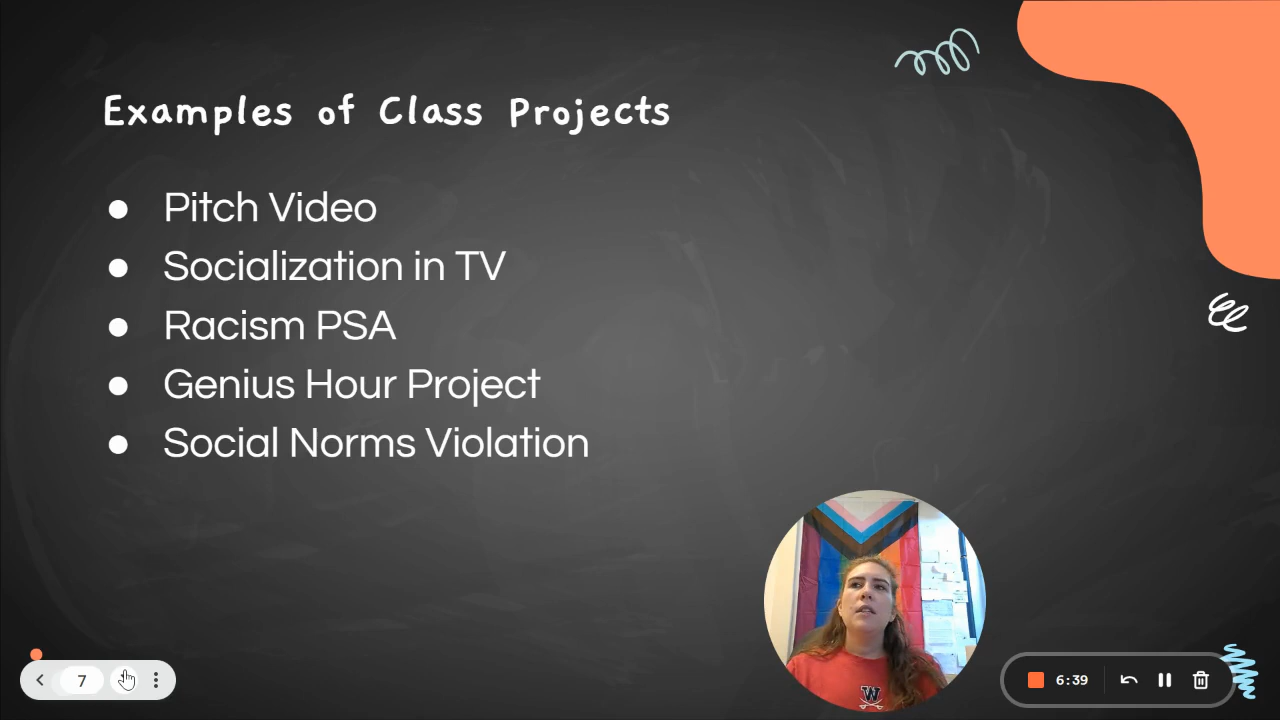 Examples of Class Projects
● Pitch Video
● Socialization in TV
● Racism PSA
● Genius Hour Project
● Social Norms Violation
W
7
6:39